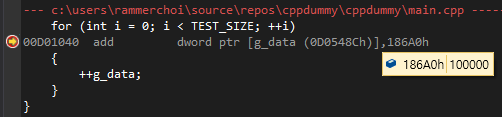 --- c:\users\rammerchoi\source\repos\cppdummy\cppdummy\main.cpp -----
for (int i = 0; i < TEST_SIZE; ++i)
00D01040 add dword ptr [g_data (0D0548Ch)],186A0h
{
186A0h 100000
++g_data;
}
}